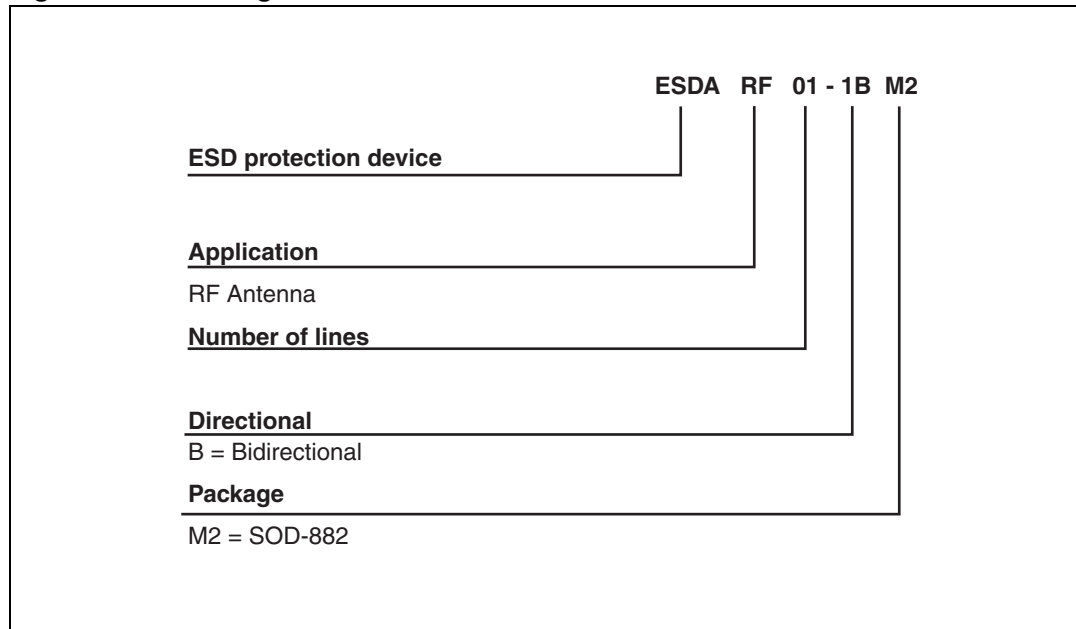 ESDA RF 01 - 1B M2
ESD protection device
Application
RF Antenna
Number of lines
Directional
B = Bidirectional
Package
M2 = SOD-882